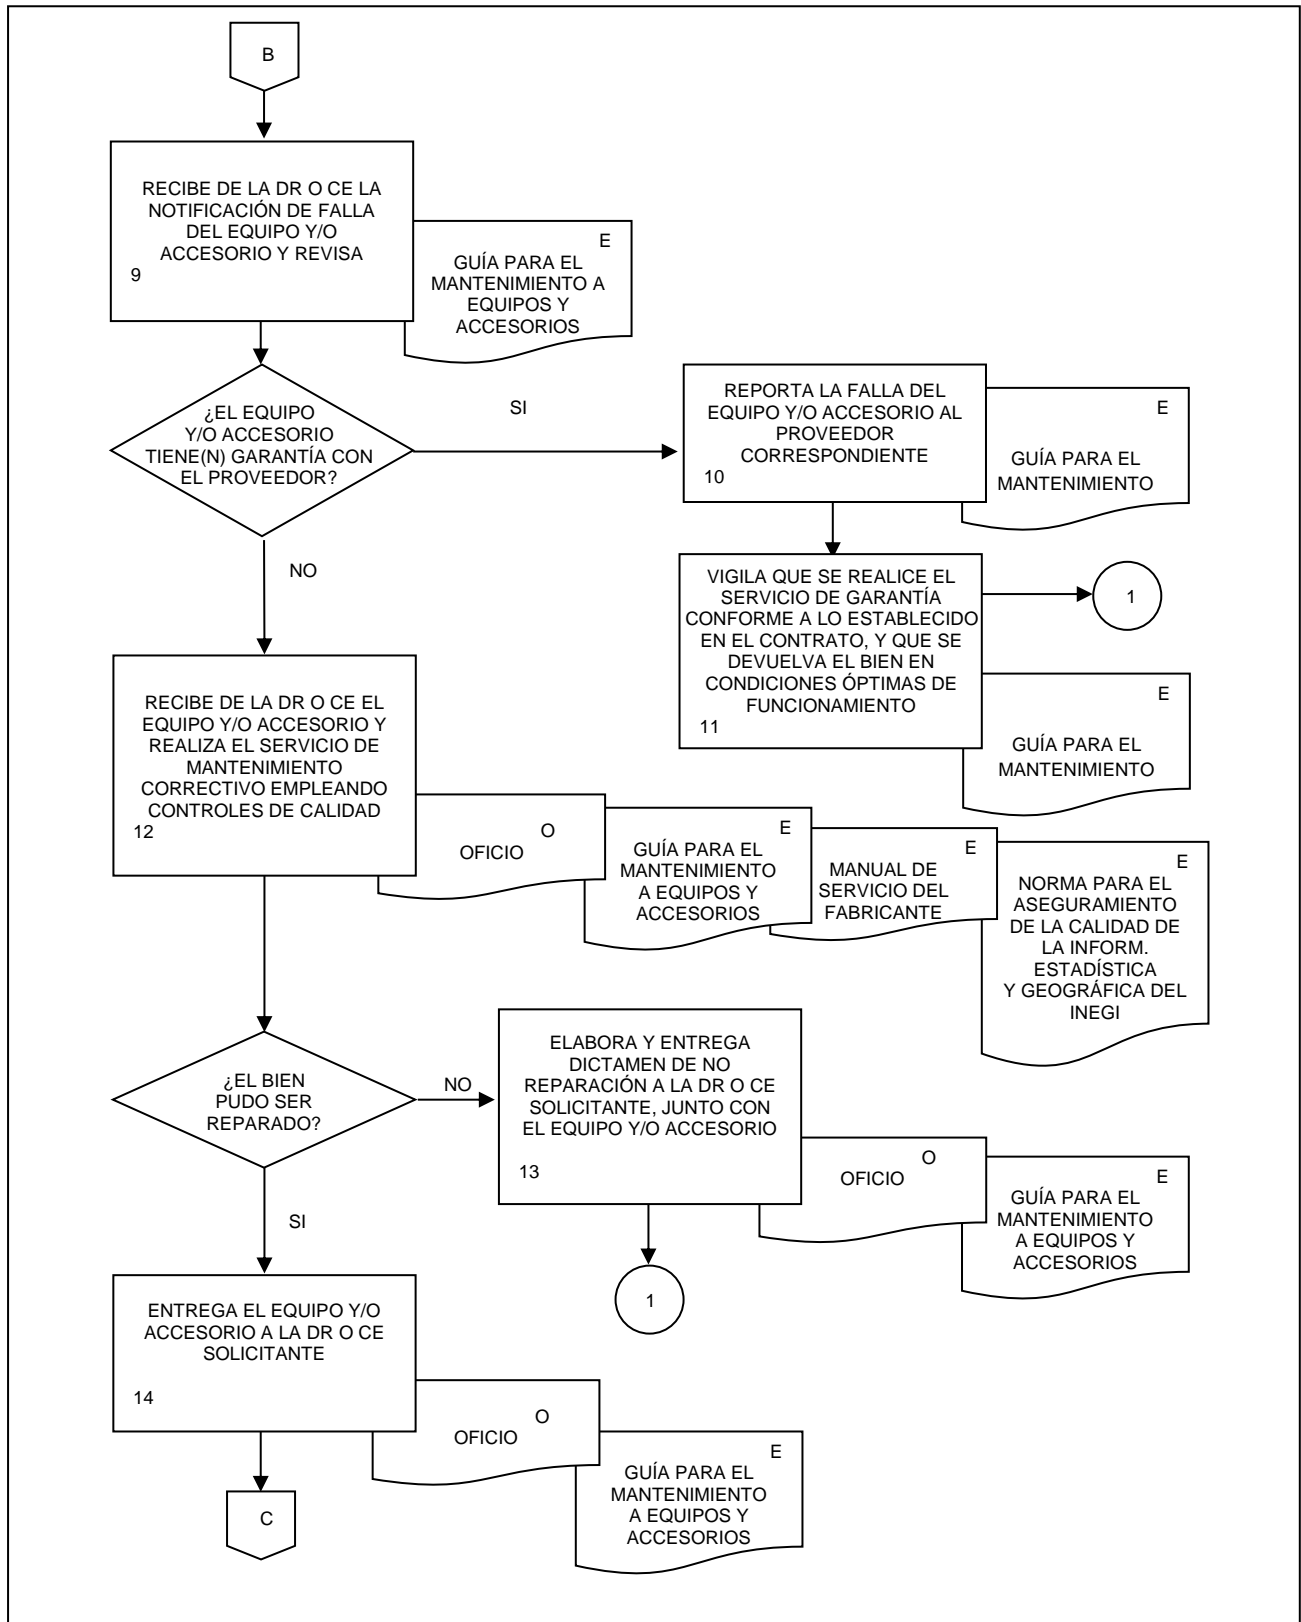 B
RECIBE DE LA DR O CE LA
NOTIFICACIÓN DE FALLA
DEL EQUIPO Y/O
ACCESORIO Y REVISA
9
E
GUÍA PARA EL
MANTENIMIENTO A
EQUIPOS Y
ACCESORIOS
¿EL EQUIPO
Y/O ACCESORIO
TIENE(N) GARANTÍA CON
EL PROVEEDOR?
SI
REPORTA LA FALLA DEL
EQUIPO Y/O ACCESORIO AL
PROVEEDOR
CORRESPONDIENTE
10
E
GUÍA PARA EL
MANTENIMIENTO
VIGILA QUE SE REALICE EL
SERVICIO DE GARANTÍA
CONFORME A LO ESTABLECIDO
EN EL CONTRATO, Y QUE SE
DEVUELVA EL BIEN EN
CONDICIONES ÓPTIMAS DE
FUNCIONAMIENTO
11
1
E
GUÍA PARA EL
MANTENIMIENTO
NO
RECIBE DE LA DR O CE EL
EQUIPO Y/O ACCESORIO Y
REALIZA EL SERVICIO DE
MANTENIMIENTO
CORRECTIVO EMPLEANDO
CONTROLES DE CALIDAD
12
O
OFICIO
E
GUÍA PARA EL
MANTENIMIENTO
A EQUIPOS Y
ACCESORIOS
E
MANUAL DE
SERVICIO DEL
FABRICANTE
E
NORMA PARA EL
ASEGURAMIENTO
DE LA CALIDAD DE
LA INFORM.
ESTADÍSTICA
Y GEOGRÁFICA DEL
INEGI
¿EL BIEN
PUDO SER
REPARADO?
NO
ELABORA Y ENTREGA
DICTAMEN DE NO
REPARACIÓN A LA DR O CE
SOLICITANTE, JUNTO CON
EL EQUIPO Y/O ACCESORIO
13
O
OFICIO
E
GUÍA PARA EL
MANTENIMIENTO
A EQUIPOS Y
ACCESORIOS
1
SI
ENTREGA EL EQUIPO Y/O
ACCESORIO A LA DR O CE
SOLICITANTE
14
O
OFICIO
E
GUÍA PARA EL
MANTENIMIENTO
A EQUIPOS Y
ACCESORIOS
C